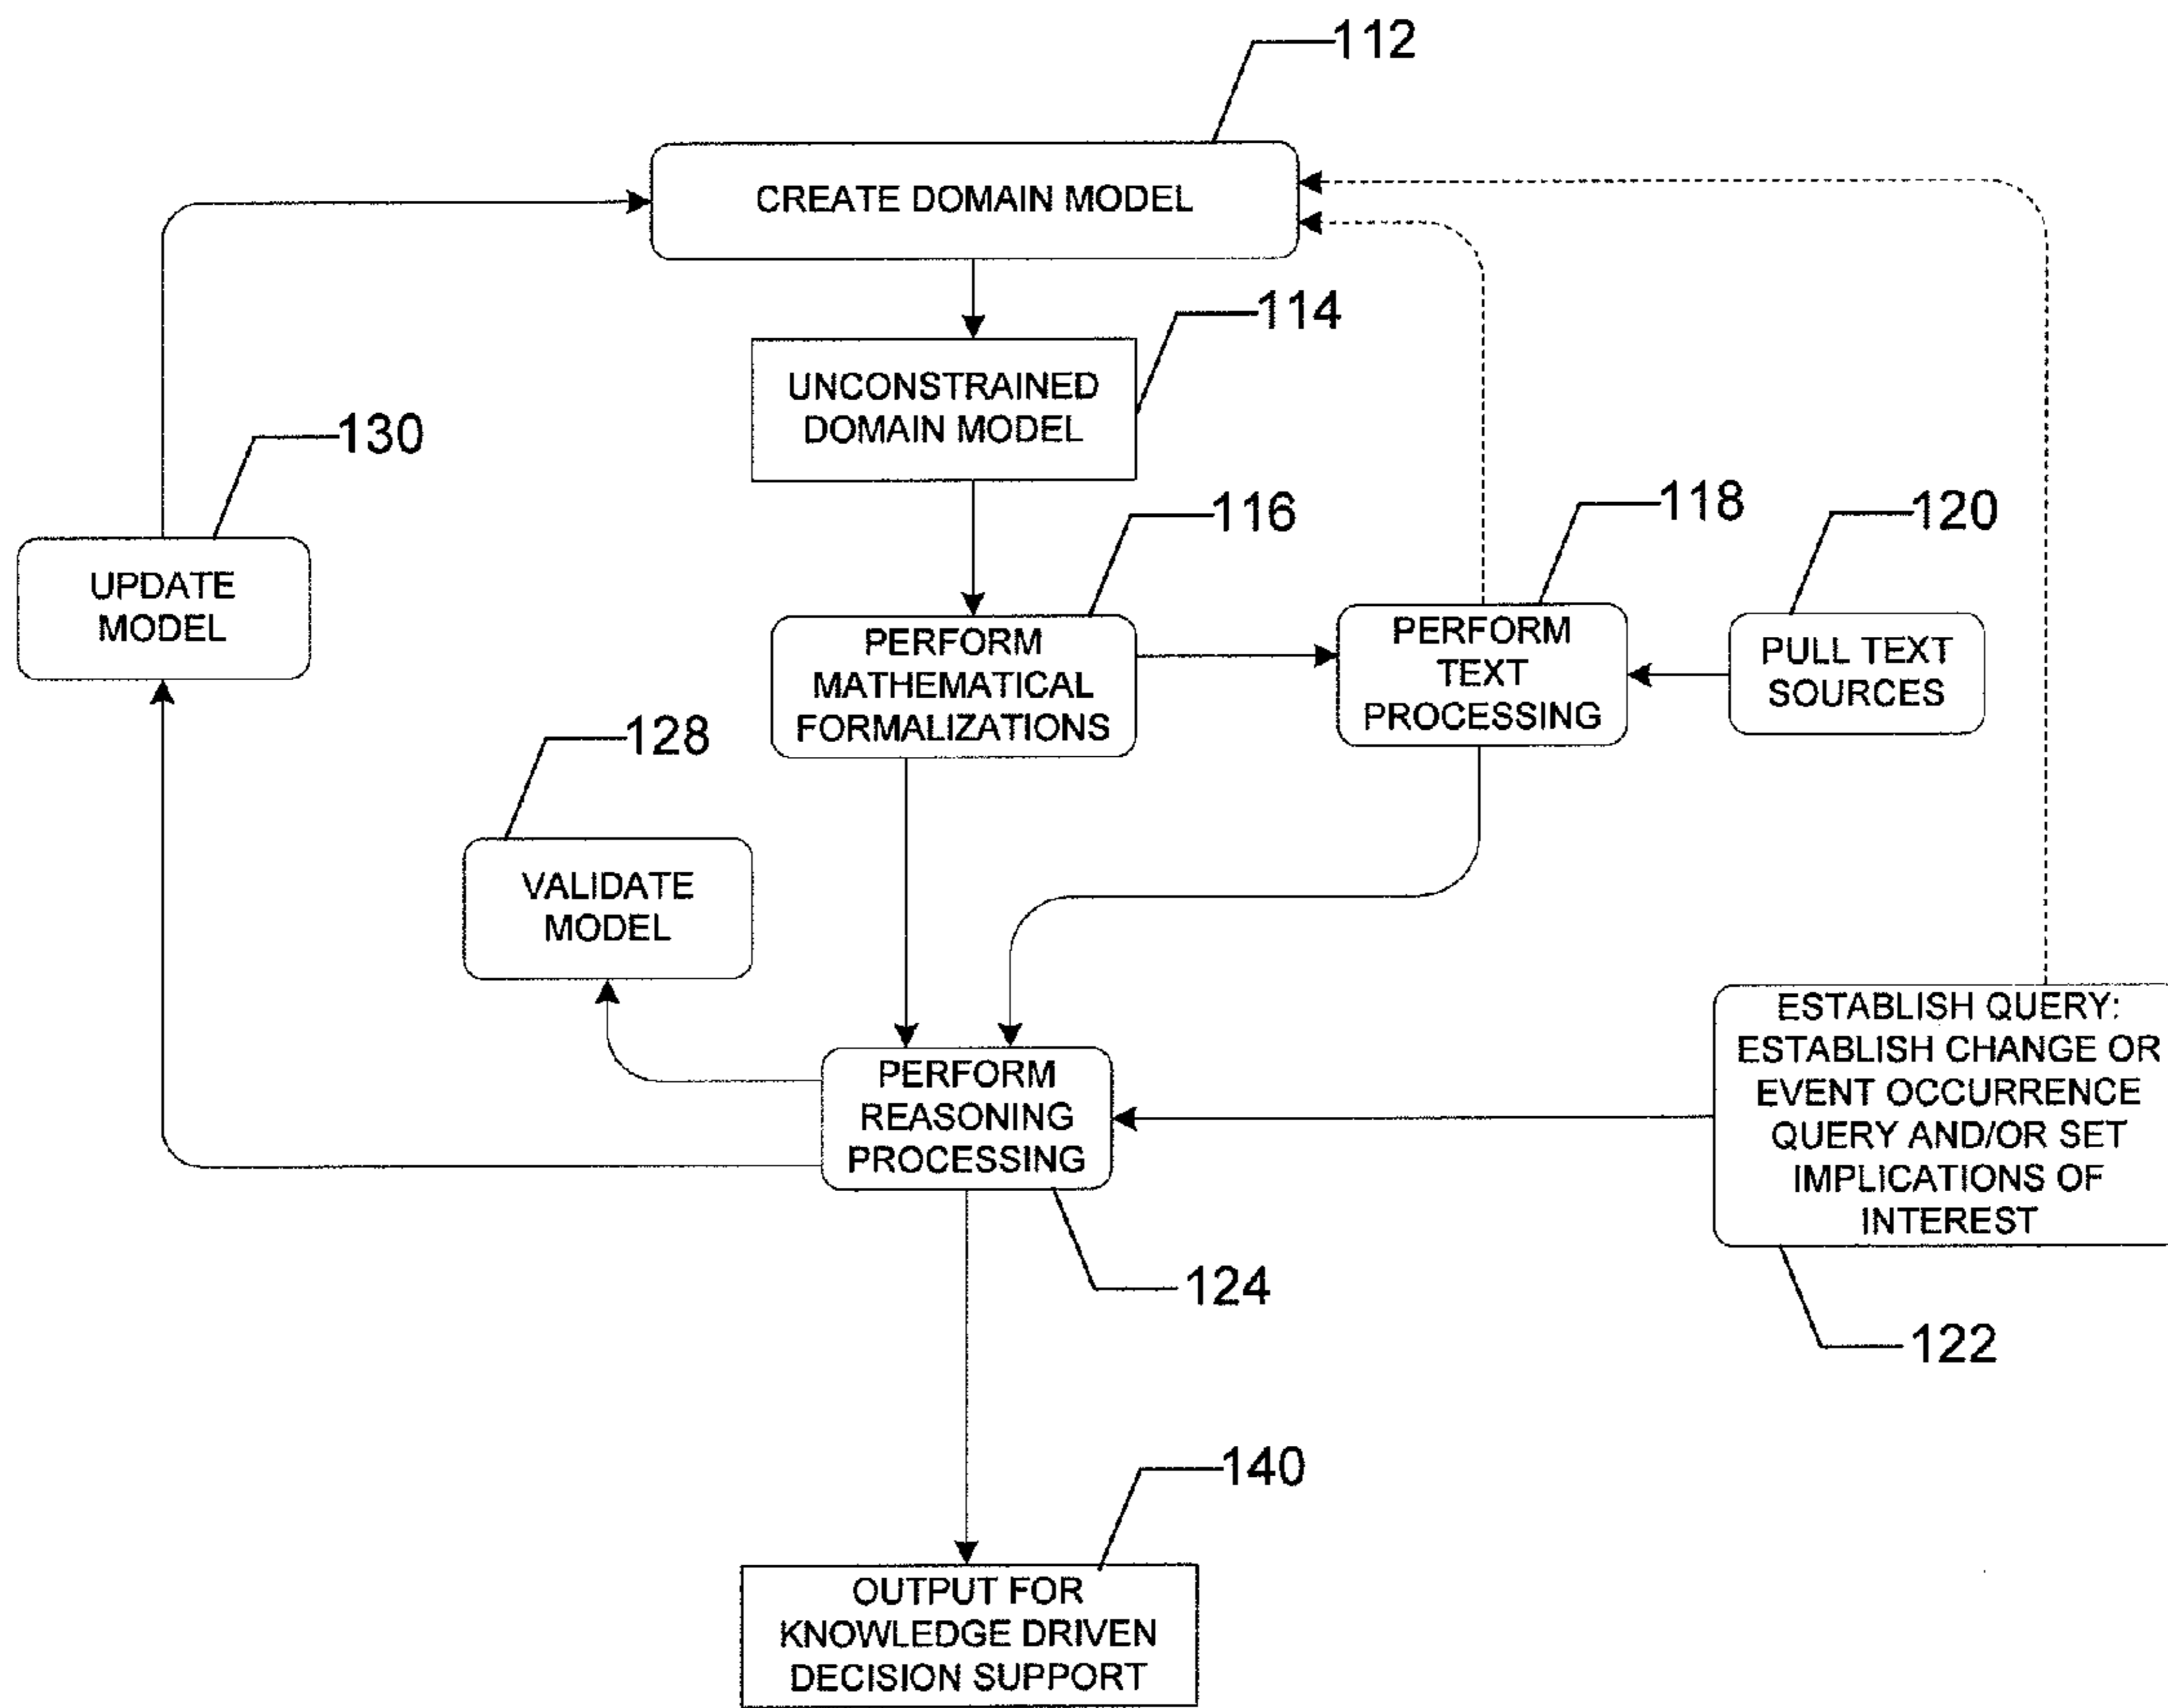 112
CREATE DOMAIN MODEL
114
UNCONSTRAINED
DOMAIN MODEL
130
UPDATE
MODEL
116
PERFORM
MATHEMATICAL
FORMALIZATIONS
118
PERFORM
TEXT
PROCESSING
120
PULL TEXT
SOURCES
128
VALIDATE
MODEL
PERFORM
REASONING
PROCESSING
124
ESTABLISH QUERY:
ESTABLISH CHANGE OR
EVENT OCCURRENCE
QUERY AND/OR SET
IMPLICATIONS OF
INTEREST
122
140
OUTPUT FOR
KNOWLEDGE DRIVEN
DECISION SUPPORT